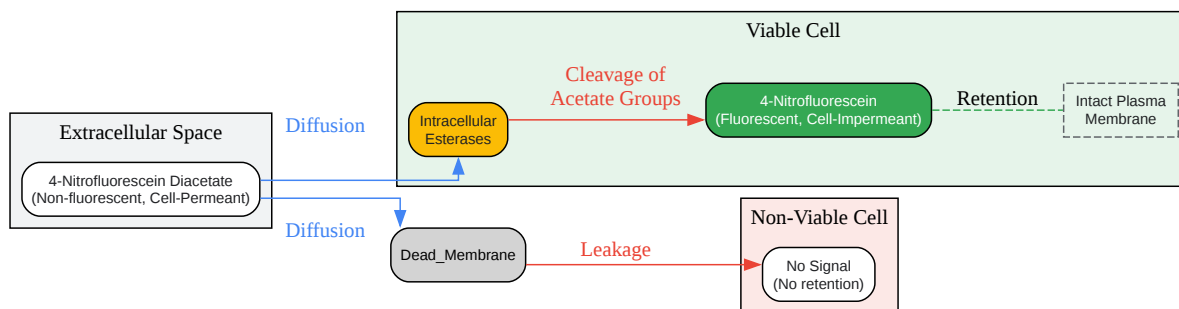 Viable Cell
Cleavage of
Acetate Groups
4-Nitrofluorescein
(Fluorescent, Cell-Impermeant)
Retention
Intact Plasma
Membrane
Intracellular
Esterases
Extracellular Space
Diffusion
4-Nitrofluorescein Diacetate
(Non-fluorescent, Cell-Permeant)
Diffusion
Dead_Membrane
Leakage
Non-Viable Cell
No Signal
(No retention)